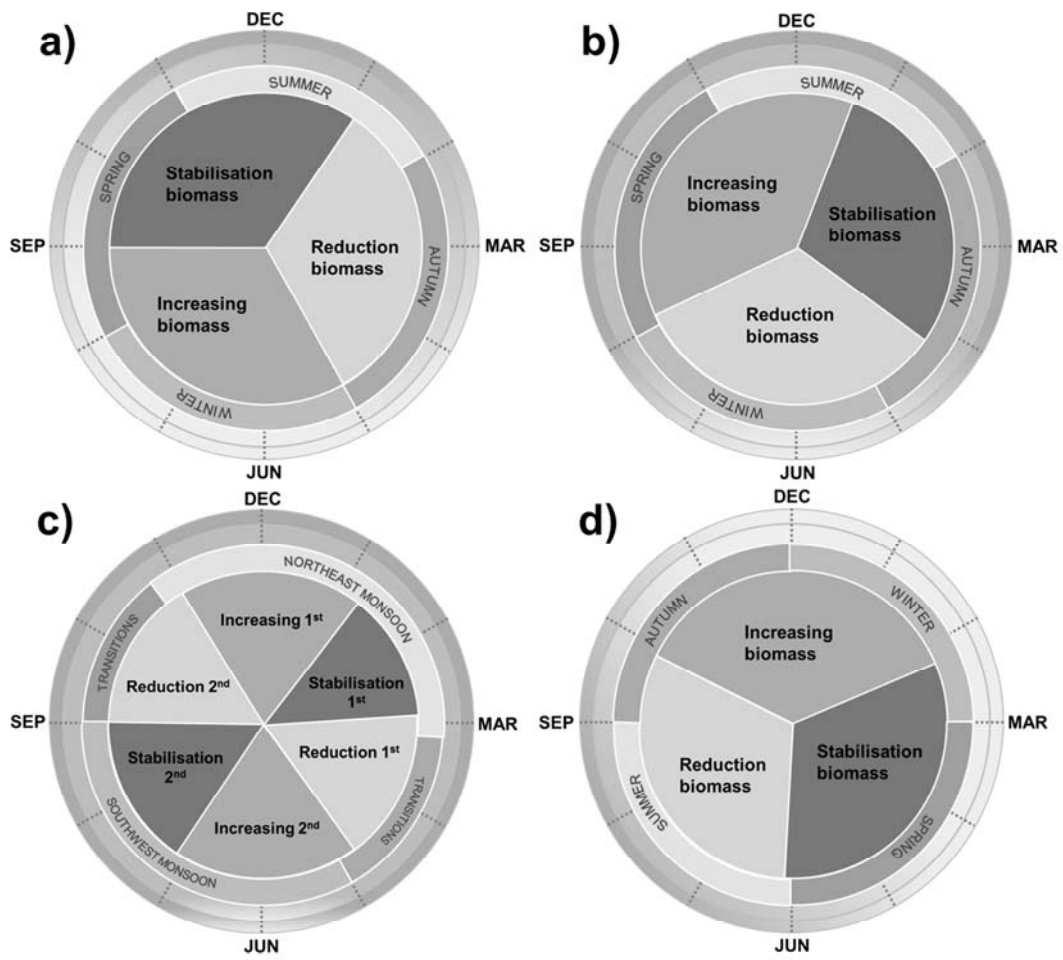 a)
DEC
SUMMER
SPRING
Stabilisation
biomass
Reduction
biomass
SEP
MAR
AUTUMN
Increasing
biomass
WINTER
JUN
b)
DEC
SUMMER
SPRING
Increasing
biomass
Stabilisation
biomass
SEP
MAR
AUTUMN
Reduction
biomass
WINTER
JUN
c)
DEC
NORTHEAST MONSOON
TRANSITIONS
Increasing 1st
Reduction 2nd
Stabilisation
1st
SEP
MAR
Stabilisation
2nd
Reduction 1st
TRANSITIONS
Increasing 2nd
SOUTHWEST MONSOON
JUN
d)
DEC
AUTUMN
WINTER
Increasing
biomass
SEP
MAR
Reduction
biomass
Stabilisation
biomass
SUMMER
SPRING
JUN